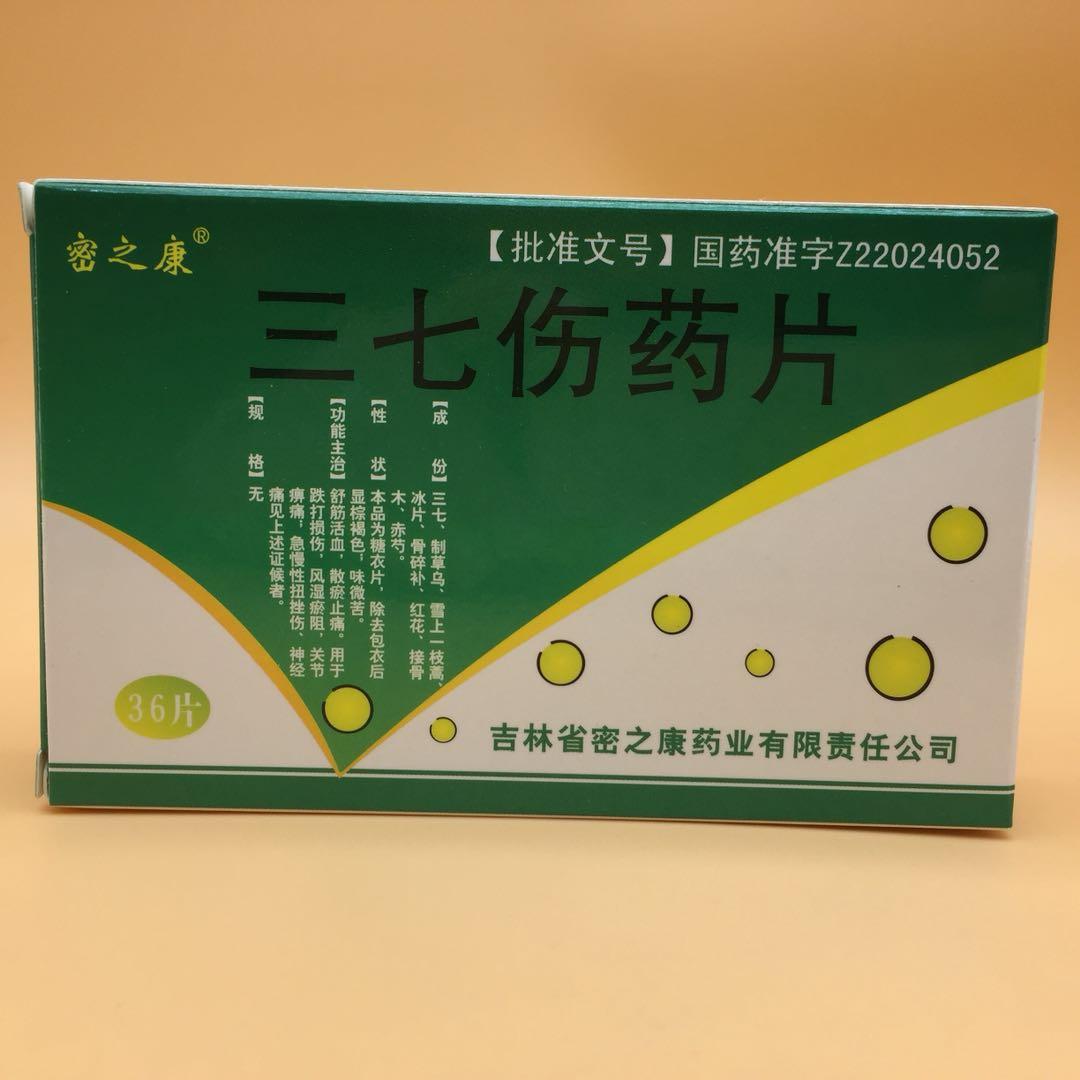 密之康®
【批准文号】国药准字Z22024052
三七伤药片
【成 份】三七、制草乌、雪上一枝蒿、
冰片、骨碎补、红花、接骨
木、赤芍。
【性 状】本品为糖衣片，除去包衣后
显棕褐色；味微苦。
【功能主治】舒筋活血，散瘀止痛。用于
跌打损伤，风湿瘀阻，关节
痹痛；急慢性扭挫伤、神经
痛见上述证候者。
【规 格】无
36片
吉林省密之康药业有限责任公司